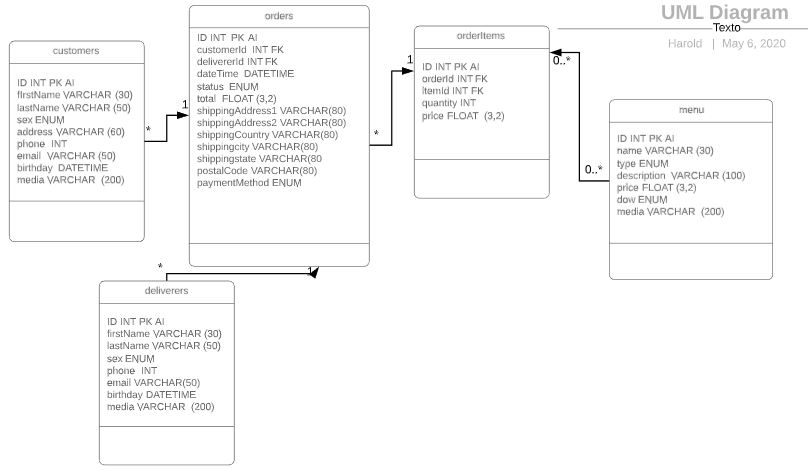 UML Diagram
Texto
Harold | May 6, 2020
customers
ID INT PK AI
firstName VARCHAR (30)
lastName VARCHAR (50)
sex ENUM
address VARCHAR (60)
phone INT
email VARCHAR (50)
birthday DATETIME
media VARCHAR (200)
*
1
orders
ID INT PK AI
customerId INT FK
delivererId INT FK
dateTime DATETIME
status ENUM
total FLOAT (3,2)
shippingAddress1 VARCHAR(80)
shippingAddress2 VARCHAR(80)
shippingCountry VARCHAR(80)
shippingcity VARCHAR(80)
shippingstate VARCHAR(80
postalCode VARCHAR(80)
paymentMethod ENUM
*
1
orderItems
ID INT PK AI
orderId INT FK
itemId INT FK
quantity INT
price FLOAT (3,2)
0..*
0..*
menu
ID INT PK AI
name VARCHAR (30)
type ENUM
description VARCHAR (100)
price FLOAT (3,2)
dow ENUM
media VARCHAR (200)
*
1
deliverers
ID INT PK AI
firstName VARCHAR (30)
lastName VARCHAR (50)
sex ENUM
phone INT
email VARCHAR(50)
birthday DATETIME
media VARCHAR (200)